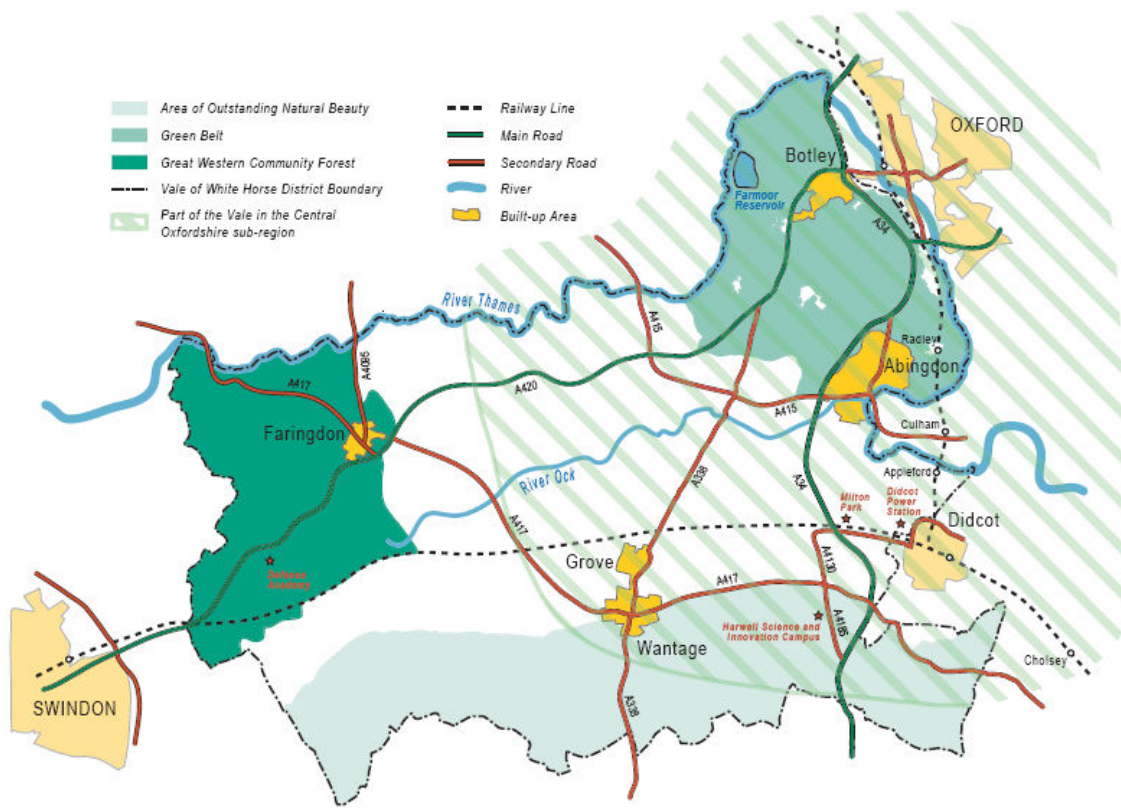 Area of Outstanding Natural Beauty
Green Belt
Great Western Community Forest
Vale of White Horse District Boundary
Part of the Vale in the Central
Oxfordshire sub-region
Railway Line
Main Road
Secondary Road
River
Built-up Area
OXFORD
Botley
Farmoor
Reservoir
A34
River Thames
A415
Radley
Abingdon
A4095
A417
A420
A415
Culham
Faringdon
River Ock
A338
A34
Appleford
Milton
Park
Didcot
Power
Station
Didcot
A417
Grove
A4130
Defence
Academy
A417
Harwell Science and
Innovation Campus
A4185
Wantage
Cholsey
SWINDON
A338